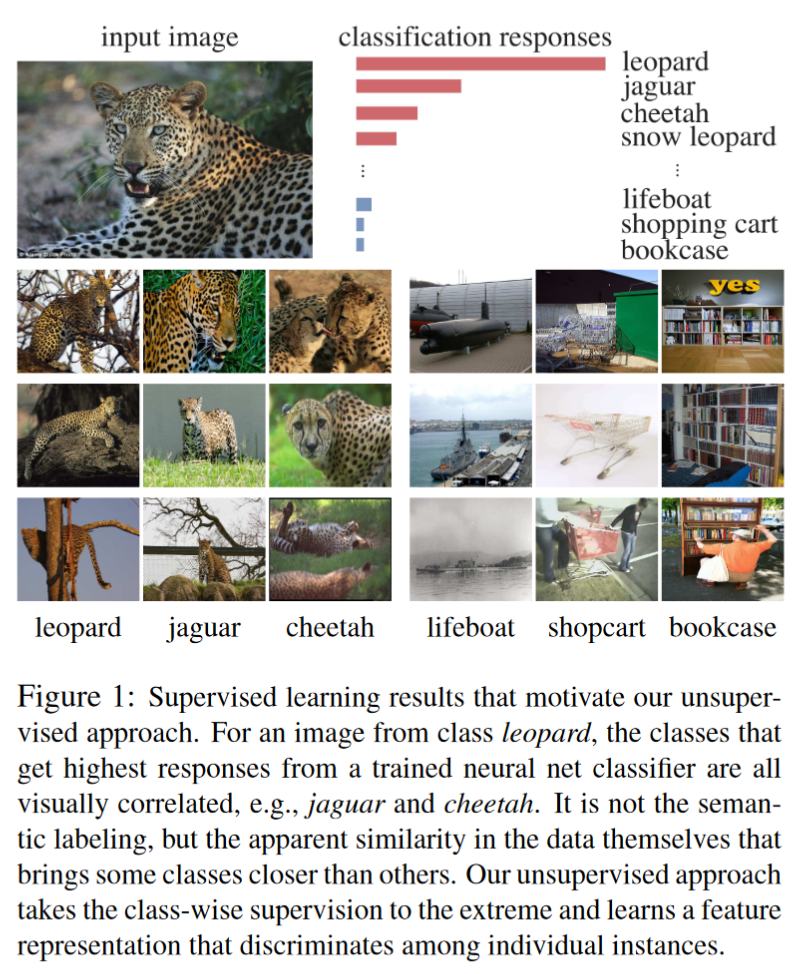 input image
classification responses
leopard
jaguar
cheetah
snow leopard
lifeboat
shopping cart
bookcase
yes
leopard jaguar cheetah lifeboat shopcart bookcase
Figure 1: Supervised learning results that motivate our unsuper-
vised approach. For an image from class leopard, the classes that
get highest responses from a trained neural net classifier are all
visually correlated, e.g., jaguar and cheetah. It is not the seman-
tic labeling, but the apparent similarity in the data themselves that
brings some classes closer than others. Our unsupervised approach
takes the class-wise supervision to the extreme and learns a feature
representation that discriminates among individual instances.